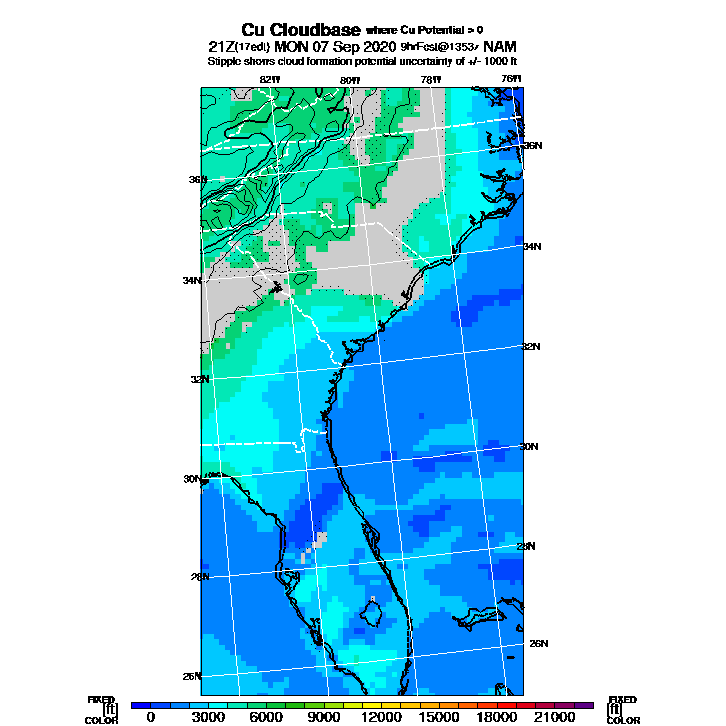 Cu Cloudbase where Cu Potential > 0
21Z(17edt) MON 07 Sep 2020 9hrFcst@1353z NAM
Stipple shows cloud formation potential uncertainty of +/- 1000 ft
82W 80W 78W 76W
36N
36N
34N
34N
32N
32N
30N
30N
28N
28N
26N
26N
FIXED [ft] COLOR
0 3000 6000 9000 12000 15000 18000 21000
FIXED [ft] COLOR